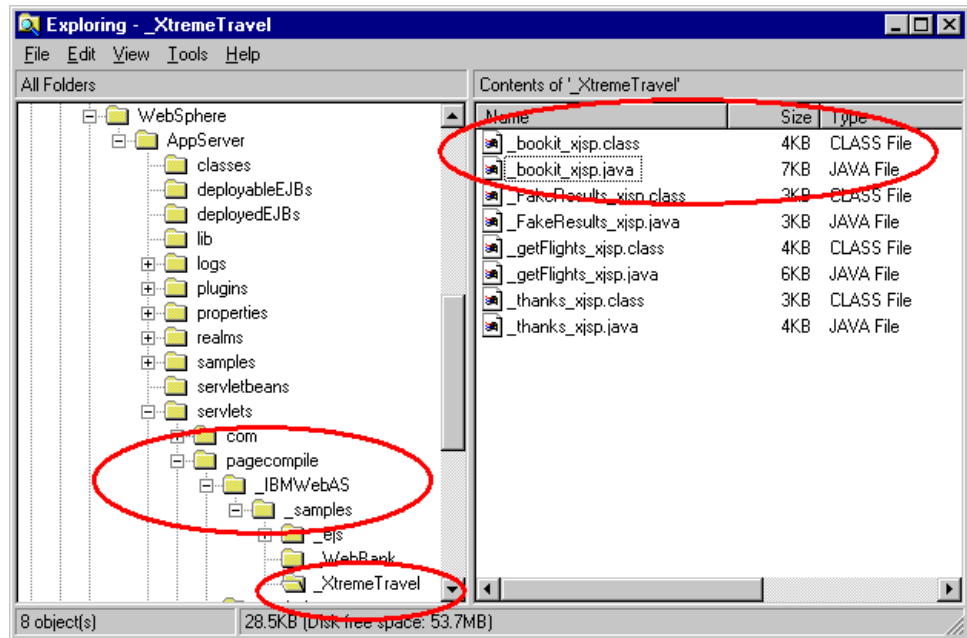 Exploring - _XtremeTravel
File Edit View Tools Help
All Folders
Contents of '_XtremeTravel'
WebSphere
AppServer
classes
deployableEJBs
deployedEJBs
lib
logs
plugins
properties
realms
samples
servletbeans
servlets
com
pagecompile
_IBMWebAS
_samples
_ejs
_WebBank
_XtremeTravel
Name Size Type
_bookit_xjsp.class 4KB CLASS File
_bookit_xjsp.java 7KB JAVA File
_FakeResults_xjsp.class 3KB CLASS File
_FakeResults_xjsp.java 3KB JAVA File
_getFlights_xjsp.class 4KB CLASS File
_getFlights_xjsp.java 6KB JAVA File
_thanks_xjsp.class 3KB CLASS File
_thanks_xjsp.java 4KB JAVA File
8 object(s)
28.5KB (Disk free space: 53.7MB)